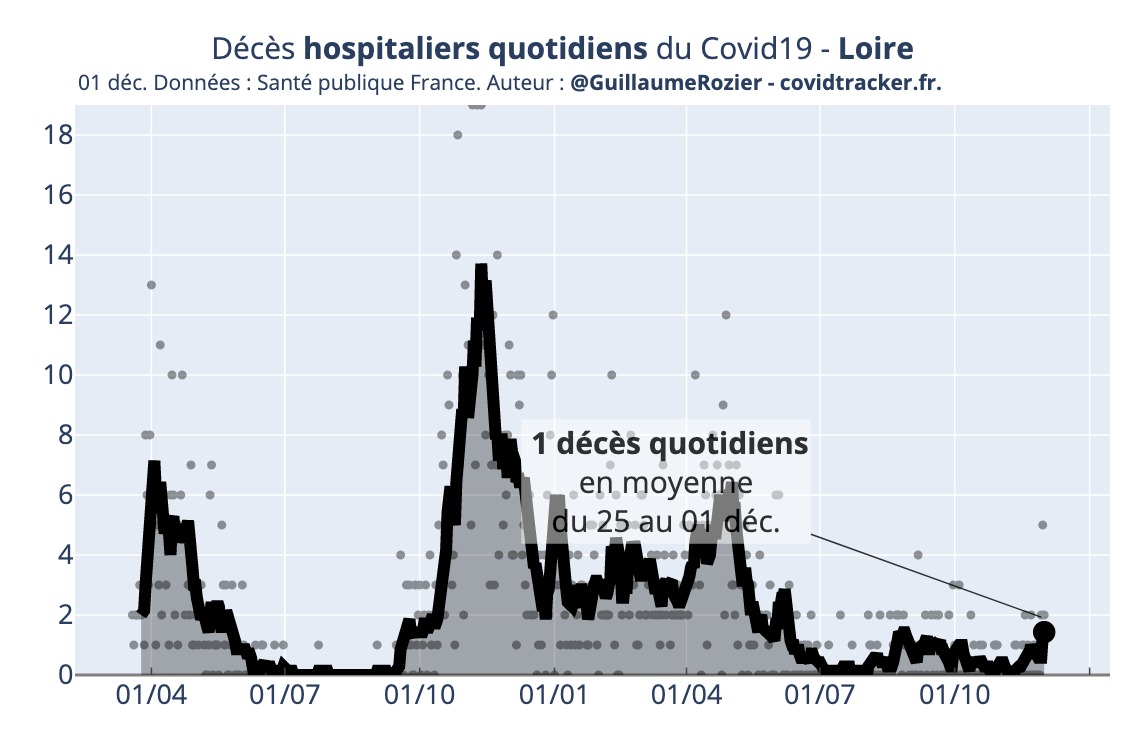 Décès hospitaliers quotidiens du Covid19 - Loire
01 déc. Données : Santé publique France. Auteur : @GuillaumeRozier - covidtracker.fr.
18
16
14
12
10
8
6
4
2
0
1 décès quotidiens
en moyenne
du 25 au 01 déc.
01/04 01/07 01/10 01/01 01/04 01/07 01/10